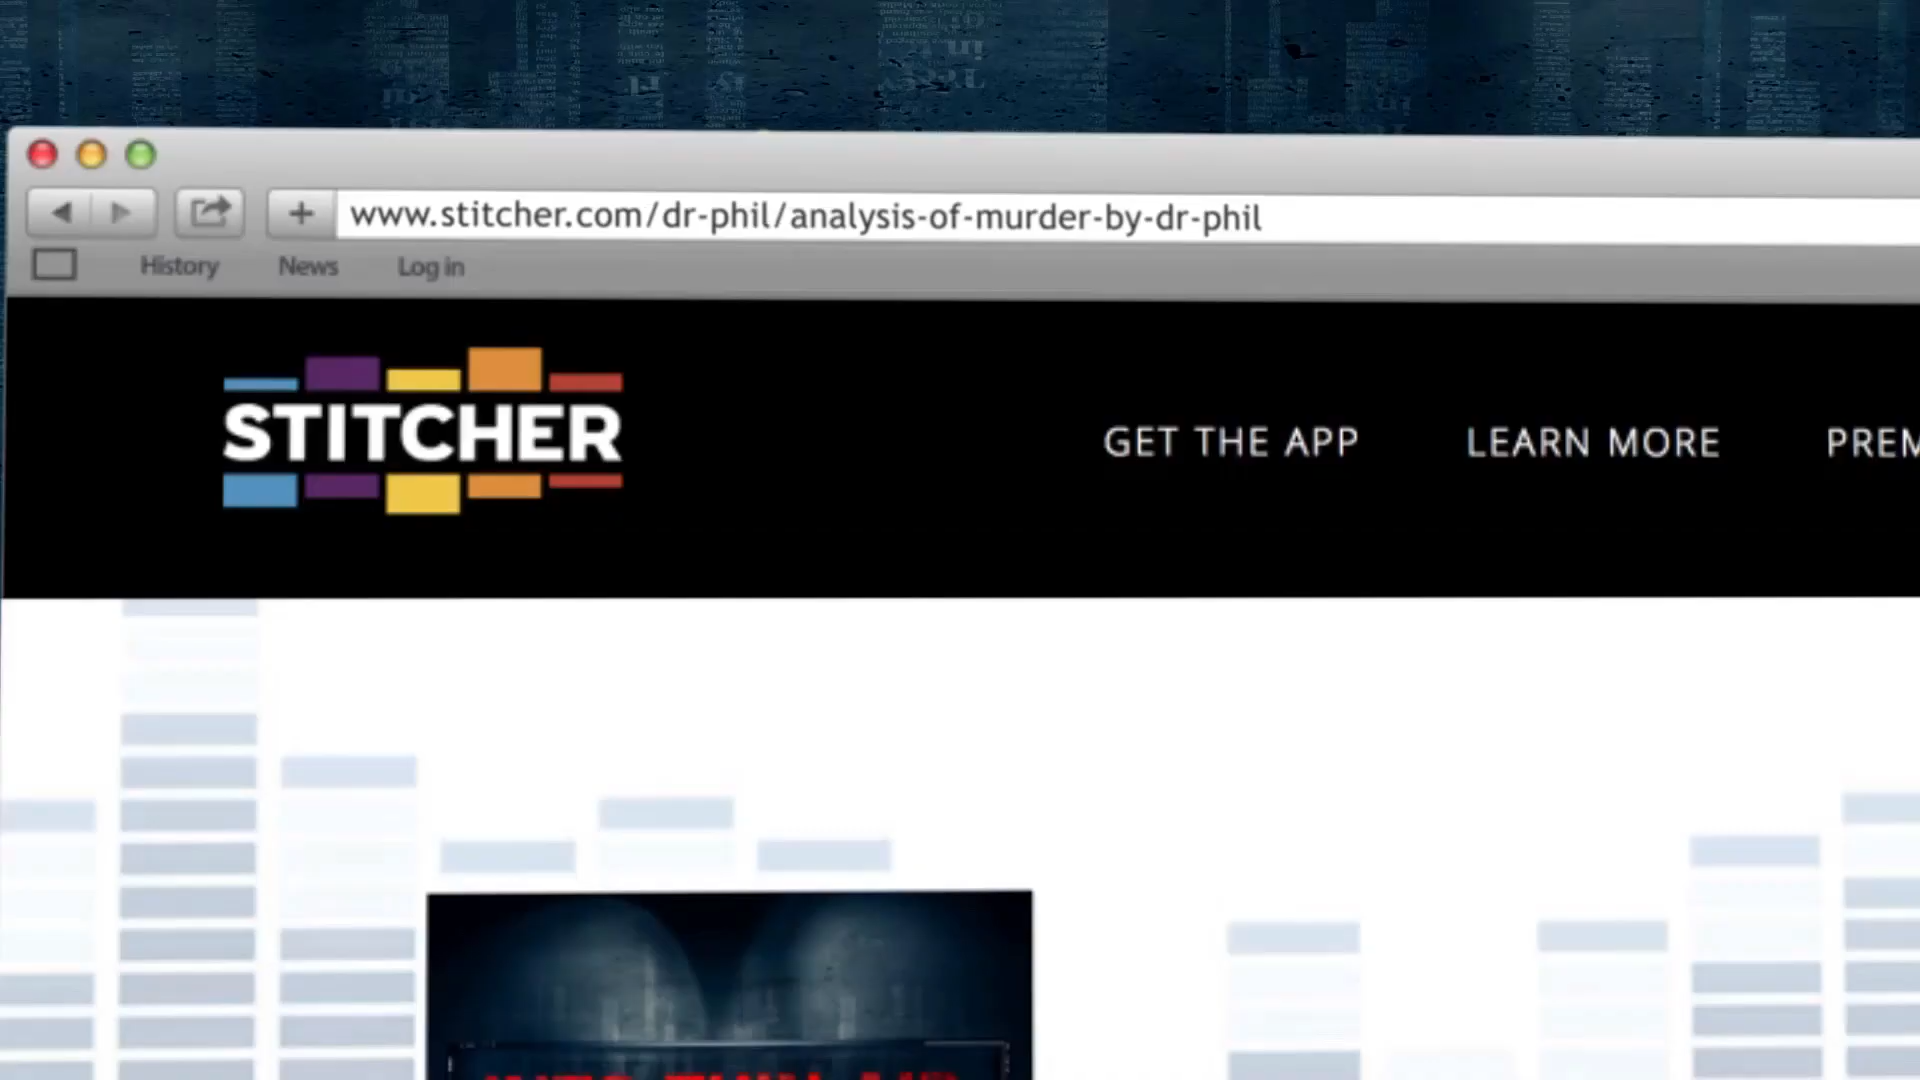 www.stitcher.com/dr-phil/analysis-of-murder-by-dr-phil
History News Log in
STITCHER
GET THE APP LEARN MORE